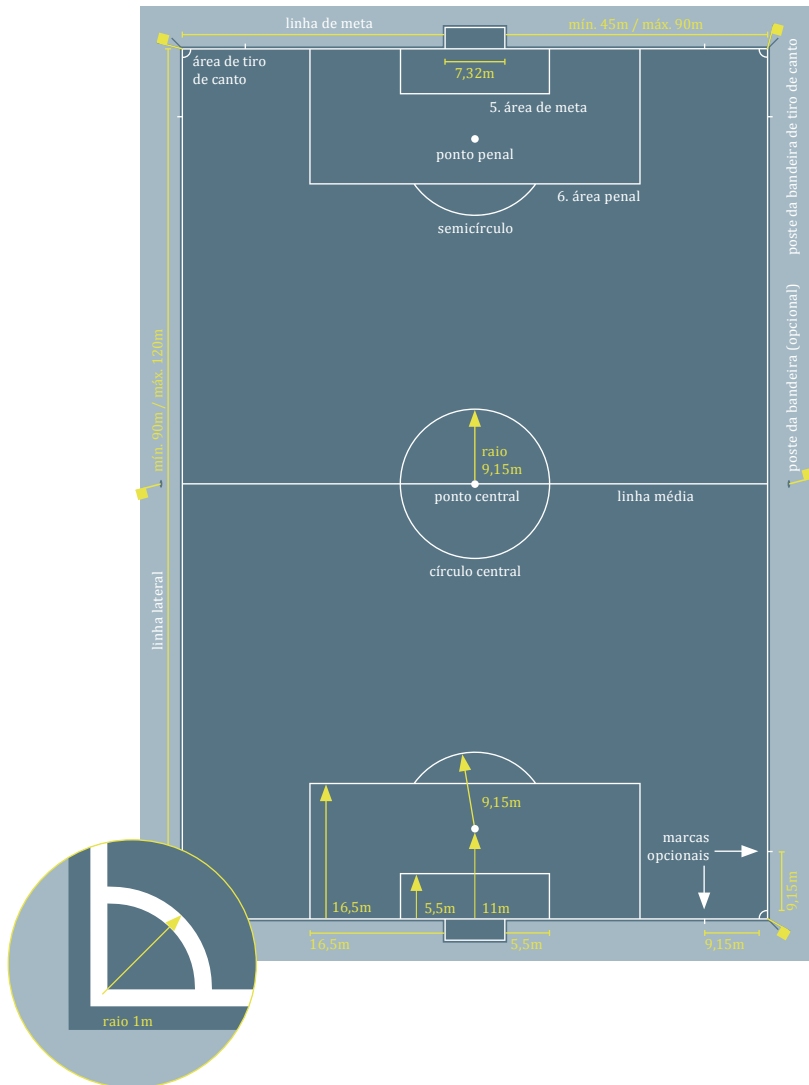 linha de meta
mín. 45m / máx. 90m
área de tiro
de canto
7,32m
5. área de meta
ponto penal
6. área penal
semicírculo
poste da bandeira de tiro de canto
poste da bandeira (opcional)
mín. 90m / máx. 120m
raio
9,15m
ponto central
linha média
círculo central
linha lateral
9,15m
marcas
opcionais
9,15m
16,5m
5,5m
11m
16,5m
5,5m
9,15m
raio 1m